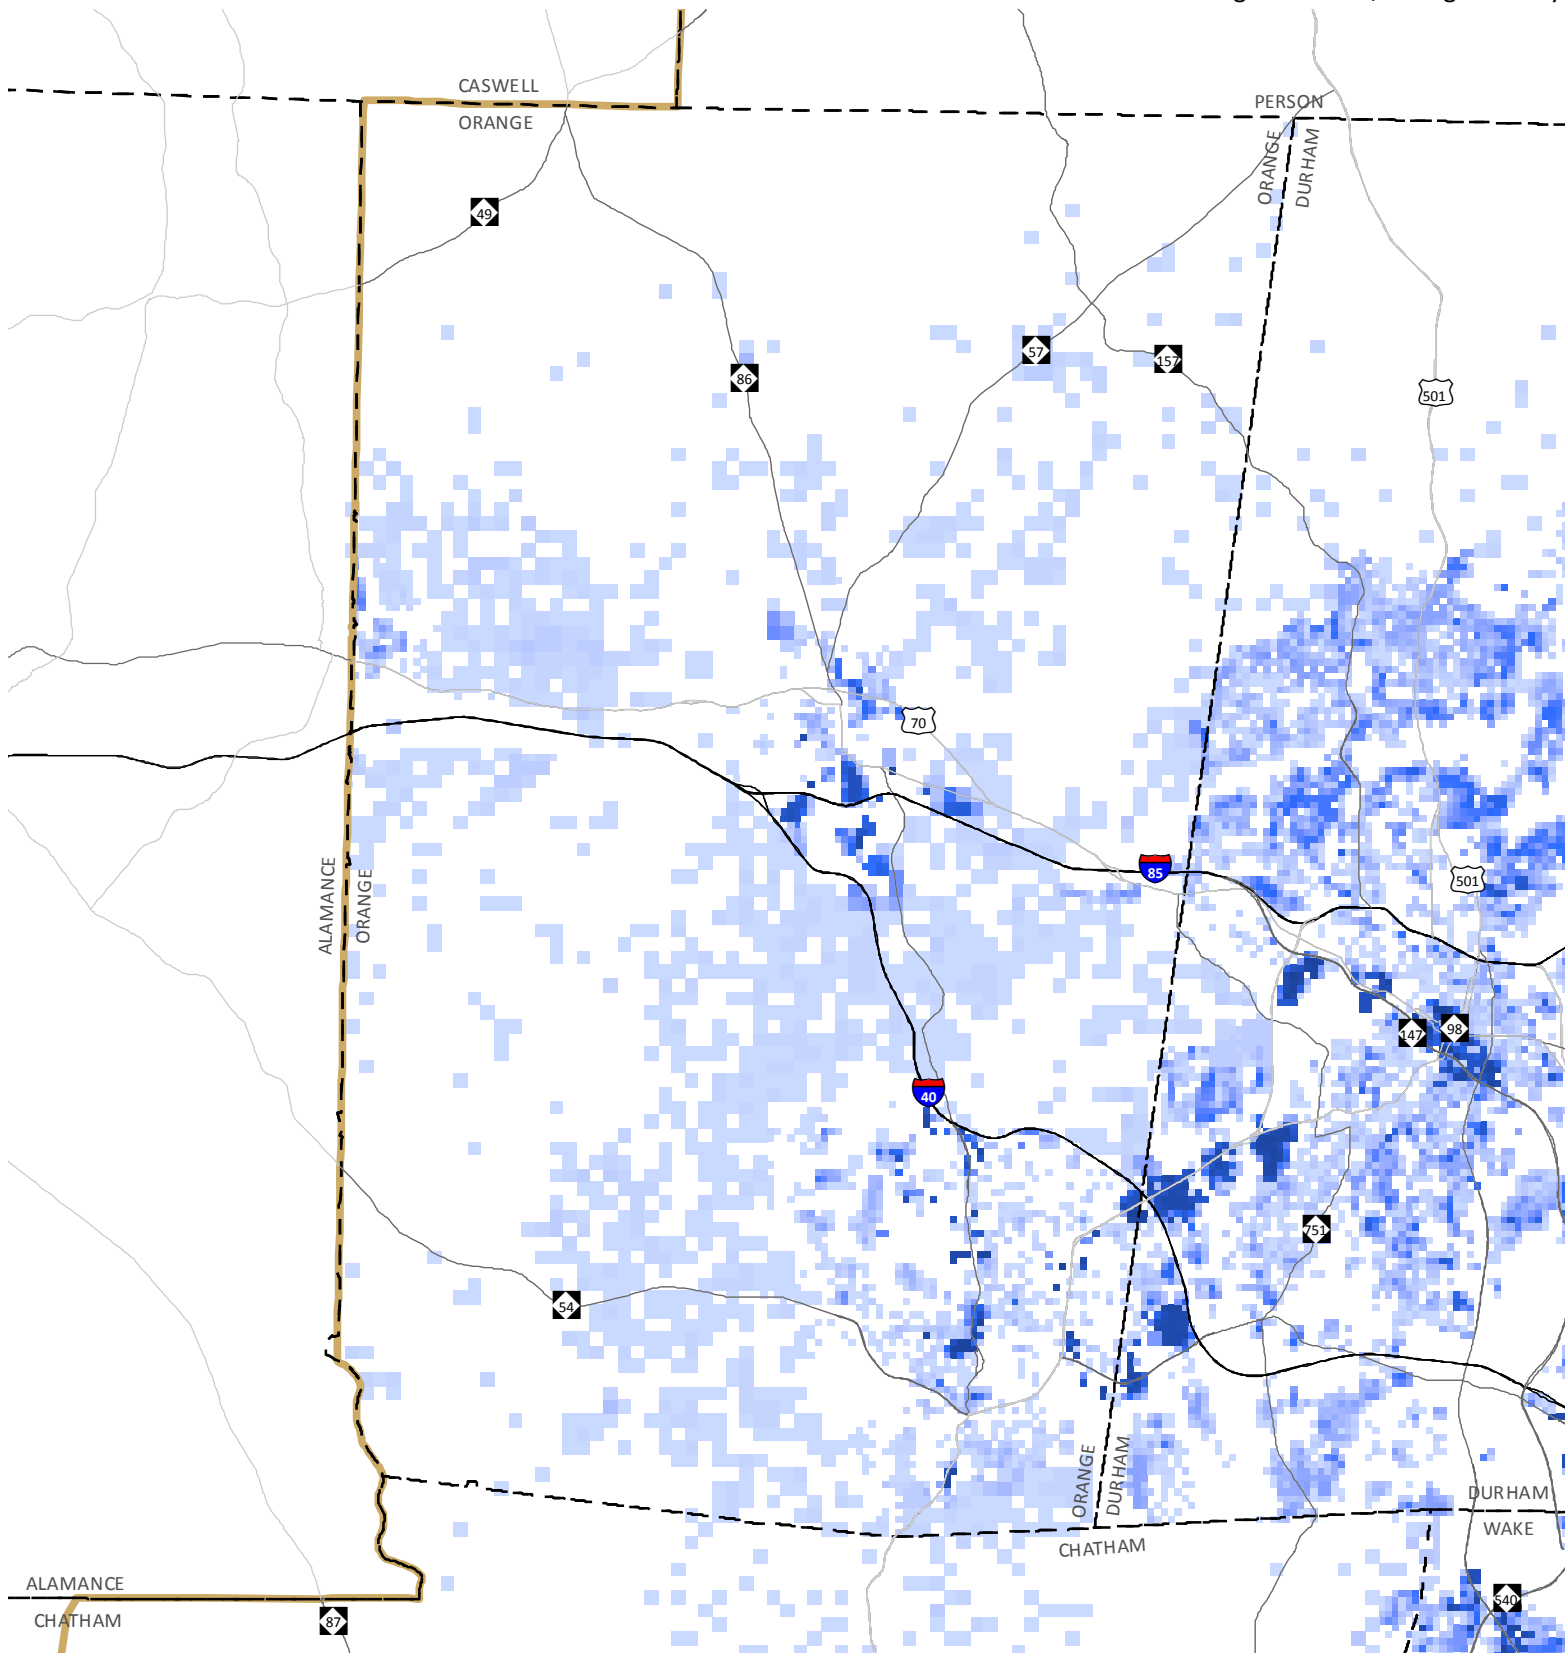 CASWELL
ORANGE
PERSON
ORANGE
DURHAM
49
57
157
86
501
70
85
501
ALAMANCE
ORANGE
147
98
40
751
54
ORANGE
DURHAM
DURHAM
WAKE
CHATHAM
ALAMANCE
CHATHAM
87
540